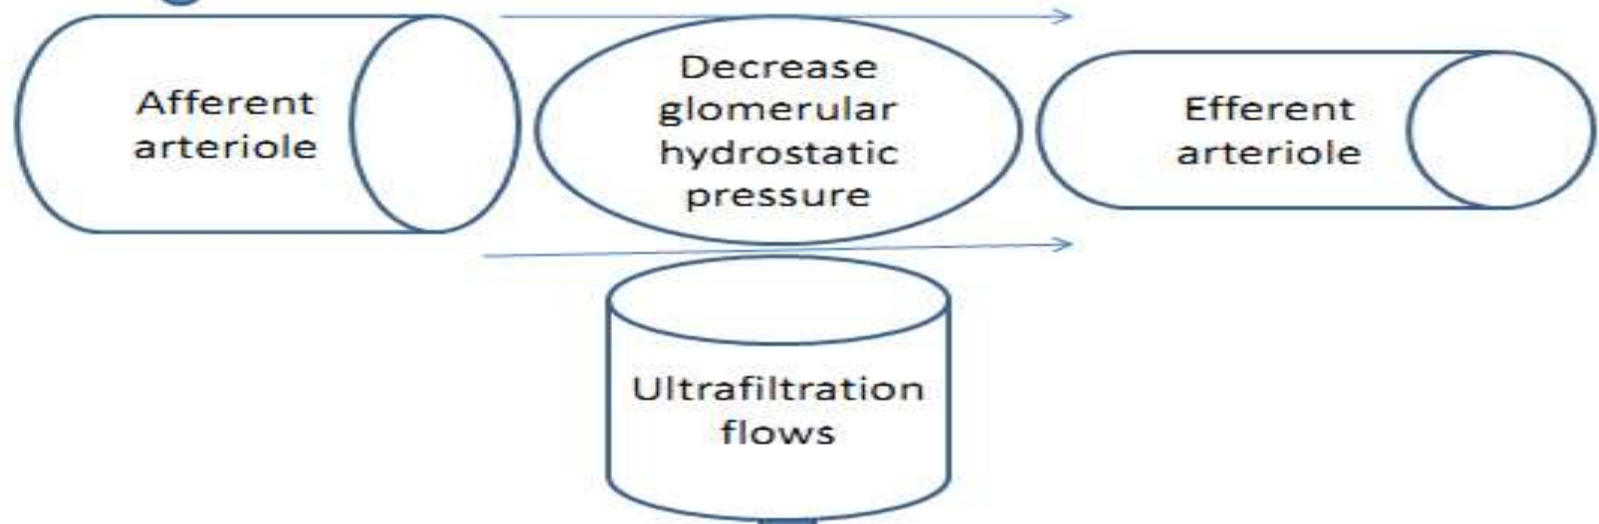 Afferent
arteriole
Decrease
glomerular
hydrostatic
pressure
Efferent
arteriole
Ultrafiltration
flows